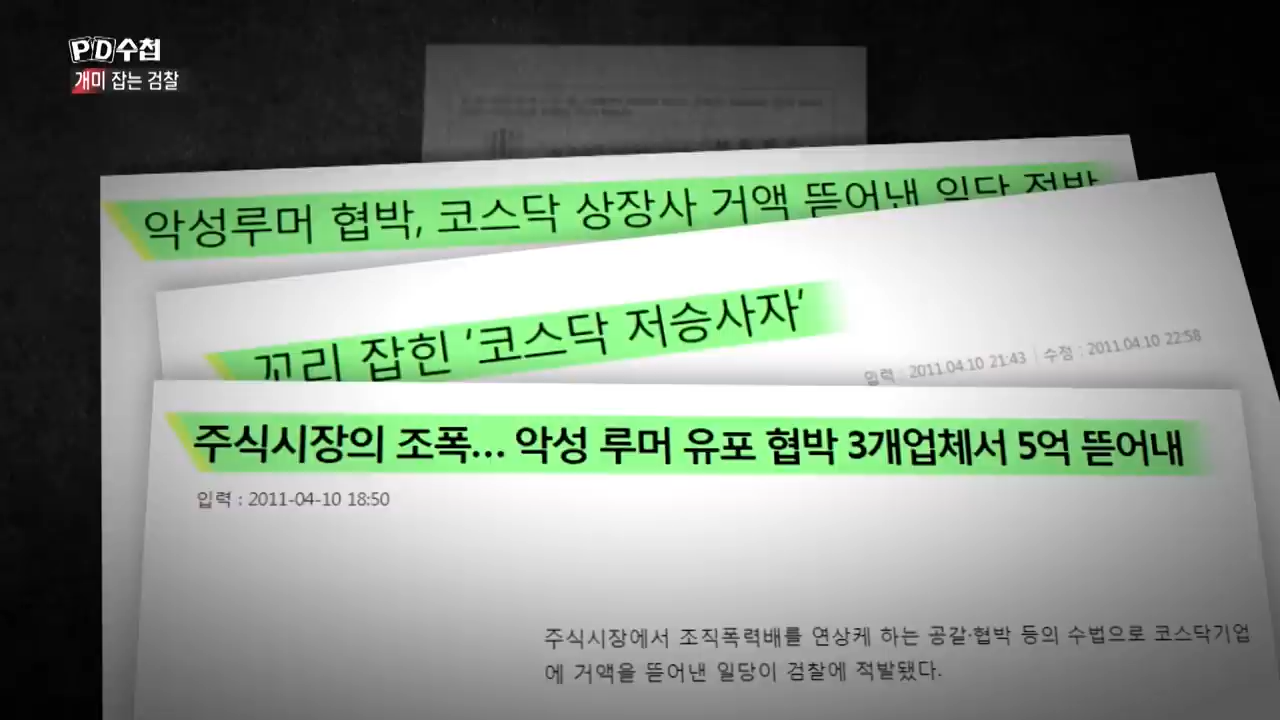 PD수첩
개미 잡는 검찰
악성루머 협박, 코스닥 상장사 거액 뜯어낸 일당 적발
꼬리 잡힌 ‘코스닥 저승사자’
입력 : 2011.04.10 21:43 | 수정 : 2011.04.10 22:58
주식시장의 조폭... 악성 루머 유포 협박 3개업체서 5억 뜯어내
입력 : 2011-04-10 18:50
주식시장에서 조직폭력배를 연상케 하는 공갈·협박 등의 수법으로 코스닥기업
에 거액을 뜯어낸 일당이 검찰에 적발됐다.